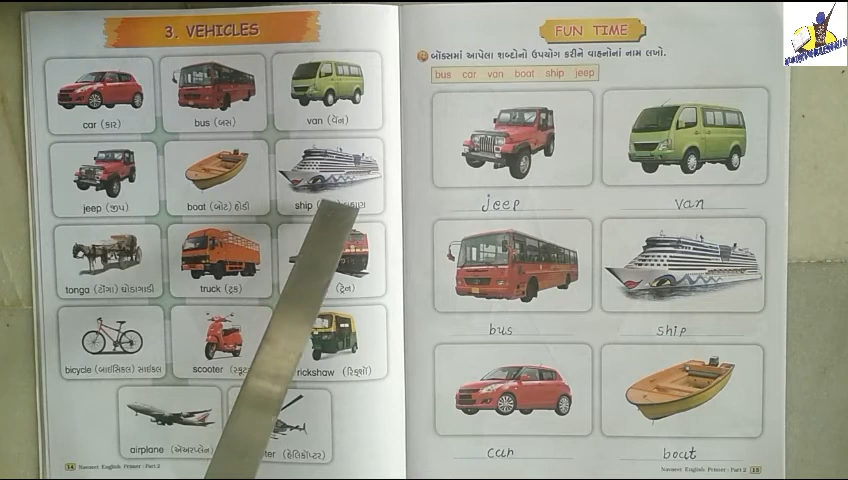 3. VEHICLES
car (કાર)
bus (બસ)
van (વૅન)
jeep (જીપ)
boat (બોટ) હોડી
ship
tonga (ટાઁગા) ઘોડાગાડી
truck (ટ્રક)
(ટ્રેન)
bicycle (બાઇસિકલ) સાઇકલ
scooter
rickshaw (રિક્શૉ)
airplane (એઅરપ્લેન)
(હેલિકૉપ્ટર)
14 Navneet English Primer : Part 2
FUN TIME
બૉક્સમાં આપેલા શબ્દોનો ઉપયોગ કરીને વાહનોનાં નામ લખો.
bus car van boat ship jeep
jeep
van
bus
ship
car
boat
Navneet English Primer : Part 2 15